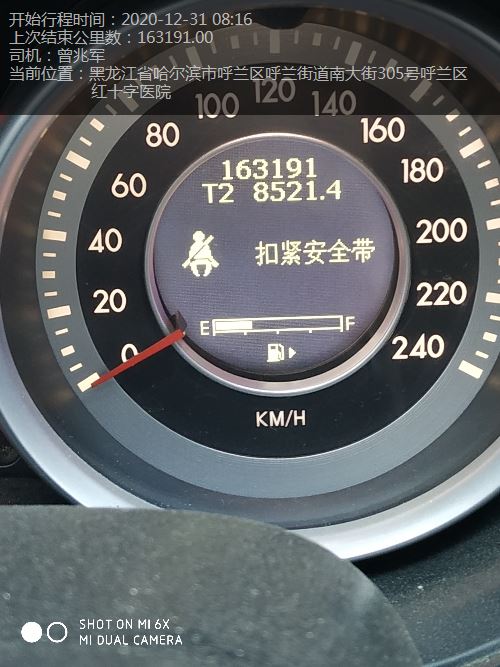 开始行程时间：2020-12-31 08:16
上次结束公里数：163191.00
司机：曾兆军
当前位置：黑龙江省哈尔滨市呼兰区呼兰街道南大街305号呼兰区
红十字医院
0
20
40
60
80
100
120
140
160
180
200
220
240
163191
T2 8521.4
扣紧安全带
E F
KM/H
SHOT ON MI 6X
MI DUAL CAMERA